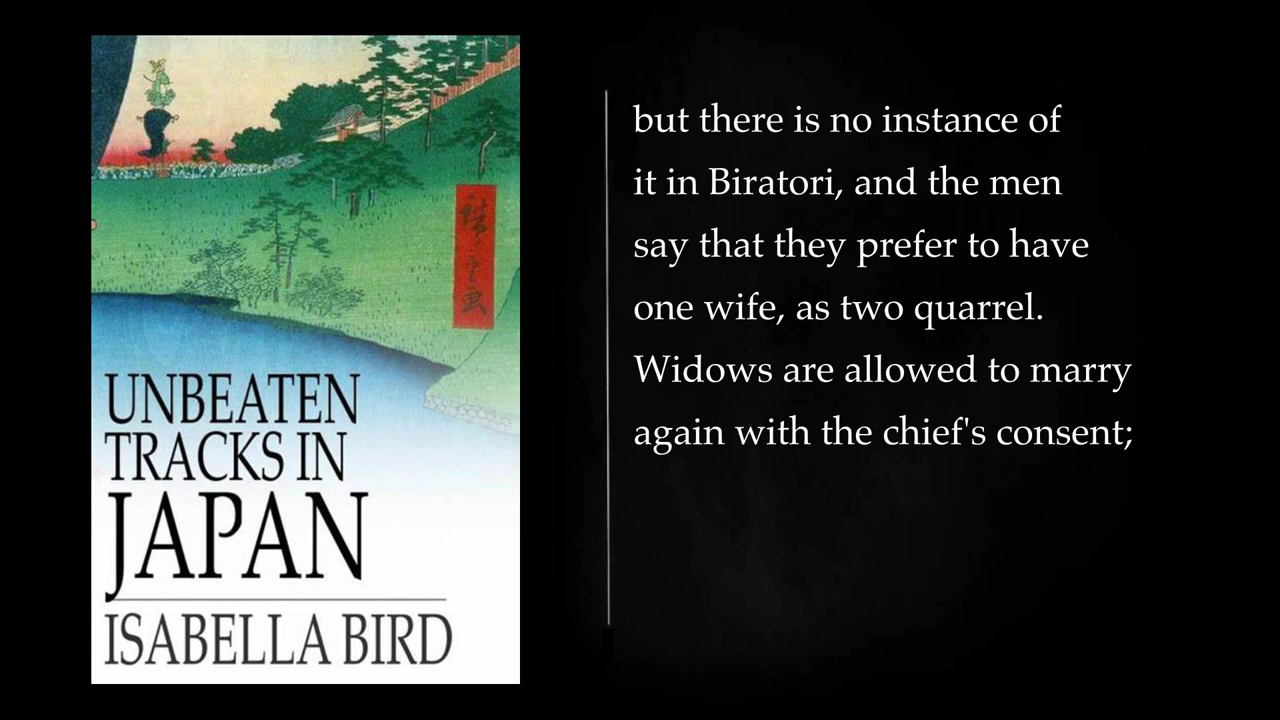 UNBEATEN
TRACKS IN
JAPAN
ISABELLA BIRD
but there is no instance of
it in Biratori, and the men
say that they prefer to have
one wife, as two quarrel.
Widows are allowed to marry
again with the chief's consent;